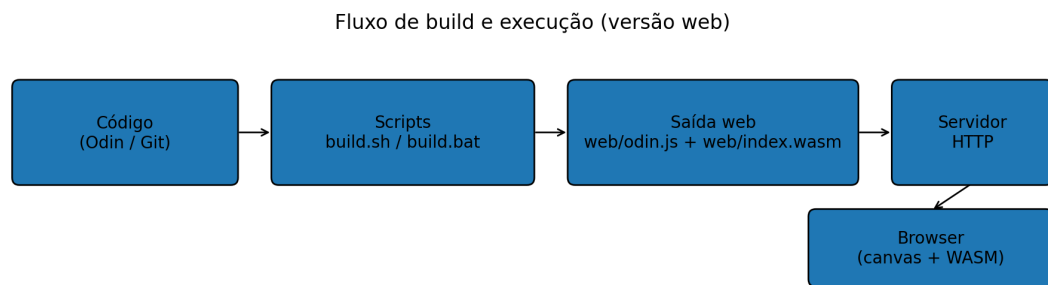 Fluxo de build e execução (versão web)
Código
(Odin / Git)
Scripts
build.sh / build.bat
Saída web
web/odin.js + web/index.wasm
Servidor
HTTP
Browser
(canvas + WASM)